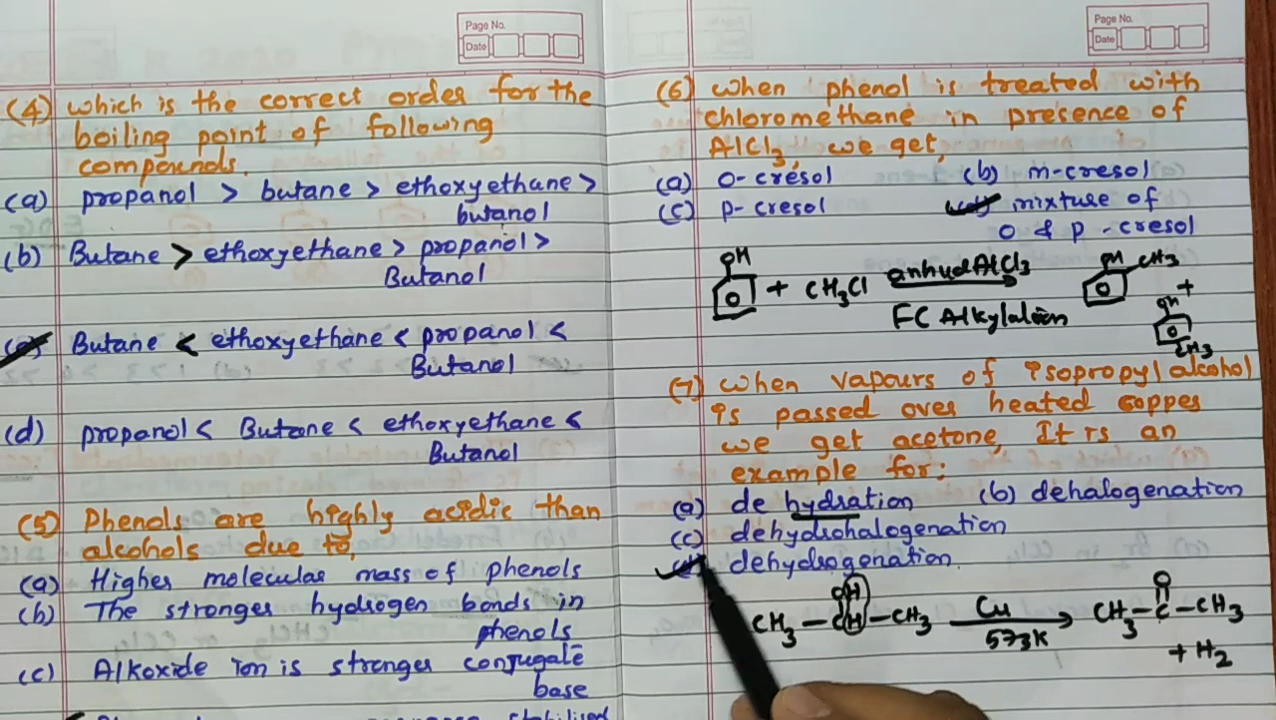 Page No.
Date
(4) which is the correct order for the
boiling point of following
compounds.
(a) propanol > butane > ethoxyethane >
butanol
(b) Butane > ethoxyethane > propanol >
Butanol
Butane < ethoxyethane < propanol <
Butanol
(d) propanol < Butane < ethoxyethane <
Butanol
(5) Phenols are highly acidic than
alcohols due to,
(a) Higher molecular mass of phenols
(b) The stronger hydrogen bonds in
phenols
(c) Alkoxide ion is stronger conjugate
base
stabilised
Page No.
Date
(6) when phenol is treated with
chloromethane in presence of
AlCl3, we get,
(a) o-cresol (b) m-cresol
(c) p-cresol mixture of
o & p-cresol
OH + CH3Cl anhyd AlCl3 OH CH3
FC Alkylation + OH
CH3
(7) When vapours of isopropyl alcohol
is passed over heated copper
we get acetone, It is an
example for:
(a) dehydration (b) dehalogenation
(c) dehydrohalogenation
dehydrogenation.
OH O
CH3-CH-CH3 Cu CH3-C-CH3
573K + H2